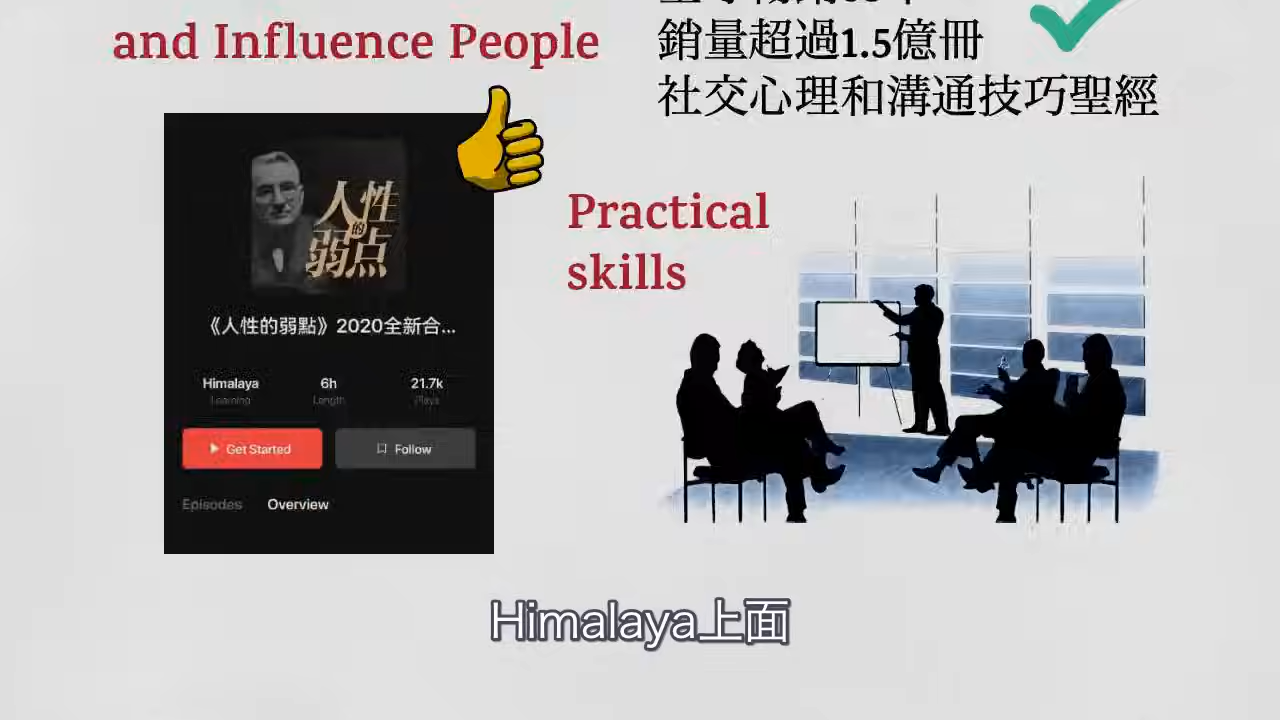 and Influence People
銷量超過1.5億冊
社交心理和溝通技巧聖經
人性
的
弱点
《人性的弱點》2020全新合...
Himalaya
Learning
6h
Length
21.7k
Plays
Get Started
Follow
Episodes
Overview
Practical
skills
Himalaya上面